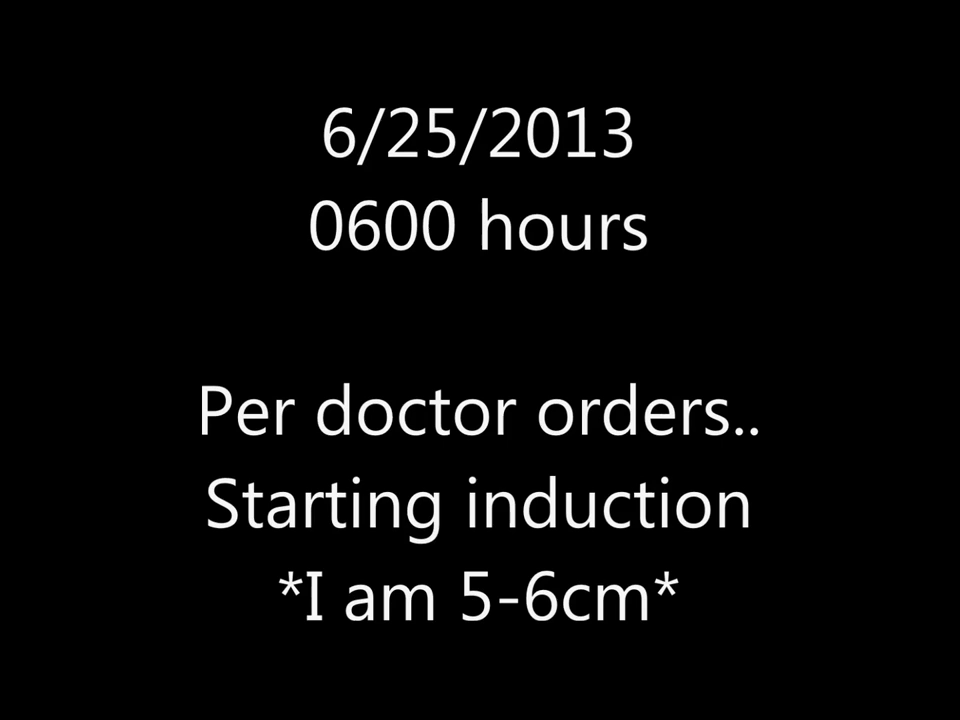 6/25/2013
0600 hours
Per doctor orders..
Starting induction
*I am 5-6cm*